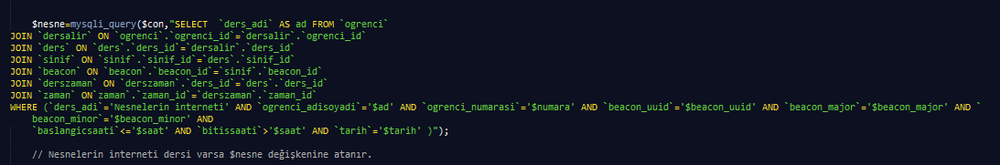 $nesne=mysqli_query($con,"SELECT  `ders_adi` AS ad FROM `ogrenci`
JOIN `dersalir` ON `ogrenci`.`ogrenci_id`=`dersalir`.`ogrenci_id`
JOIN `ders` ON `ders`.`ders_id`=`dersalir`.`ders_id`
JOIN `sinif` ON `sinif`.`sinif_id`=`ders`.`sinif_id`
JOIN `beacon` ON `beacon`.`beacon_id`=`sinif`.`beacon_id`
JOIN `derszaman` ON `derszaman`.`ders_id`=`ders`.`ders_id`
JOIN `zaman` ON`zaman`.`zaman_id`=`derszaman`.`zaman_id`
WHERE (`ders_adi`='Nesnelerin interneti' AND `ogrenci_adisoyadi`='$ad' AND `ogrenci_numarasi`='$numara' AND `beacon_uuid`='$beacon_uuid' AND `beacon_major`='$beacon_major' AND `
beacon_minor`='$beacon_minor' AND
`baslangicsaati`<='$saat' AND `bitissaati`>'$saat' AND `tarih`='$tarih' )");
// Nesnelerin interneti dersi varsa $nesne değişkenine atanır.